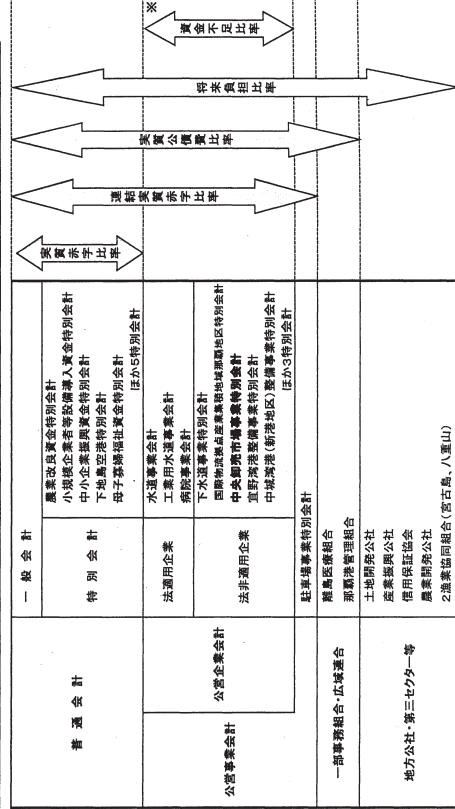 普通会計
一般会計
特別会計
農業改良資金特別会計
小規模企業者等設備導入資金特別会計
中小企業振興資金特別会計
下地島空港特別会計
母子寡婦福祉資金特別会計
ほか5特別会計
公営事業会計
公営企業会計
法適用企業
水道事業会計
工業用水道事業会計
病院事業会計
法非適用企業
下水道事業特別会計
国際物流拠点産業集積地域那覇地区特別会計
中央卸売市場事業特別会計
宜野湾港整備事業特別会計
中城湾港(新港地区)整備事業特別会計
ほか3特別会計
駐車場事業特別会計
一部事務組合・広域連合
離島医療組合
那覇港管理組合
地方公社・第三セクター等
土地開発公社
産業振興公社
信用保証協会
農業開発公社
2漁業協同組合(宮古島、八重山)
実質赤字比率
連結実質赤字比率
実質公債費比率
将来負担比率
資金不足比率
※